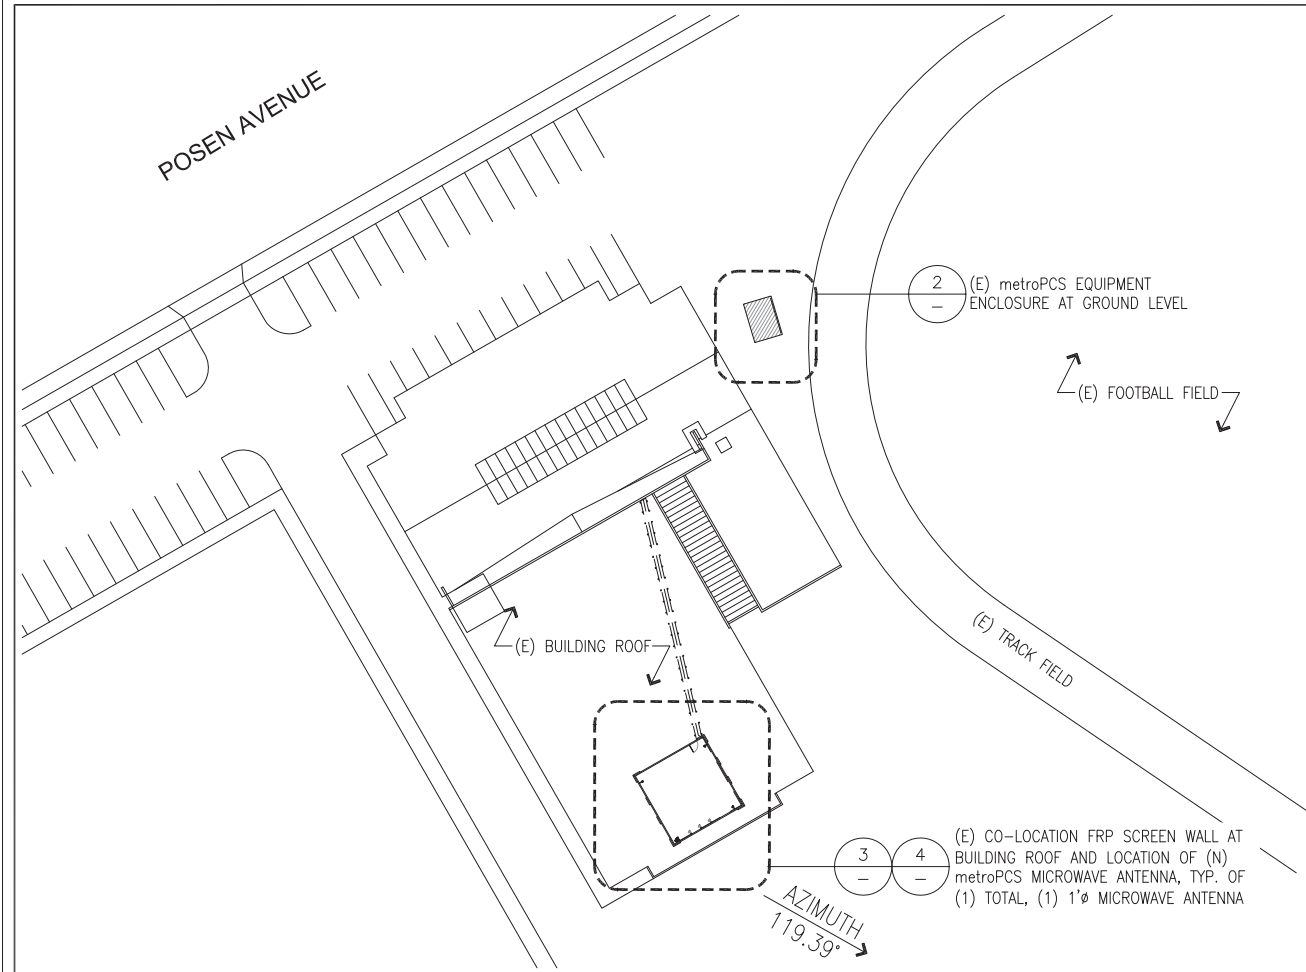 POSEN AVENUE
2
–
(E) metroPCS EQUIPMENT
ENCLOSURE AT GROUND LEVEL
(E) FOOTBALL FIELD
(E) TRACK FIELD
(E) BUILDING ROOF
3
–
4
–
(E) CO-LOCATION FRP SCREEN WALL AT
BUILDING ROOF AND LOCATION OF (N)
metroPCS MICROWAVE ANTENNA, TYP. OF
(1) TOTAL, (1) 1'ø MICROWAVE ANTENNA
AZIMUTH
119.39°